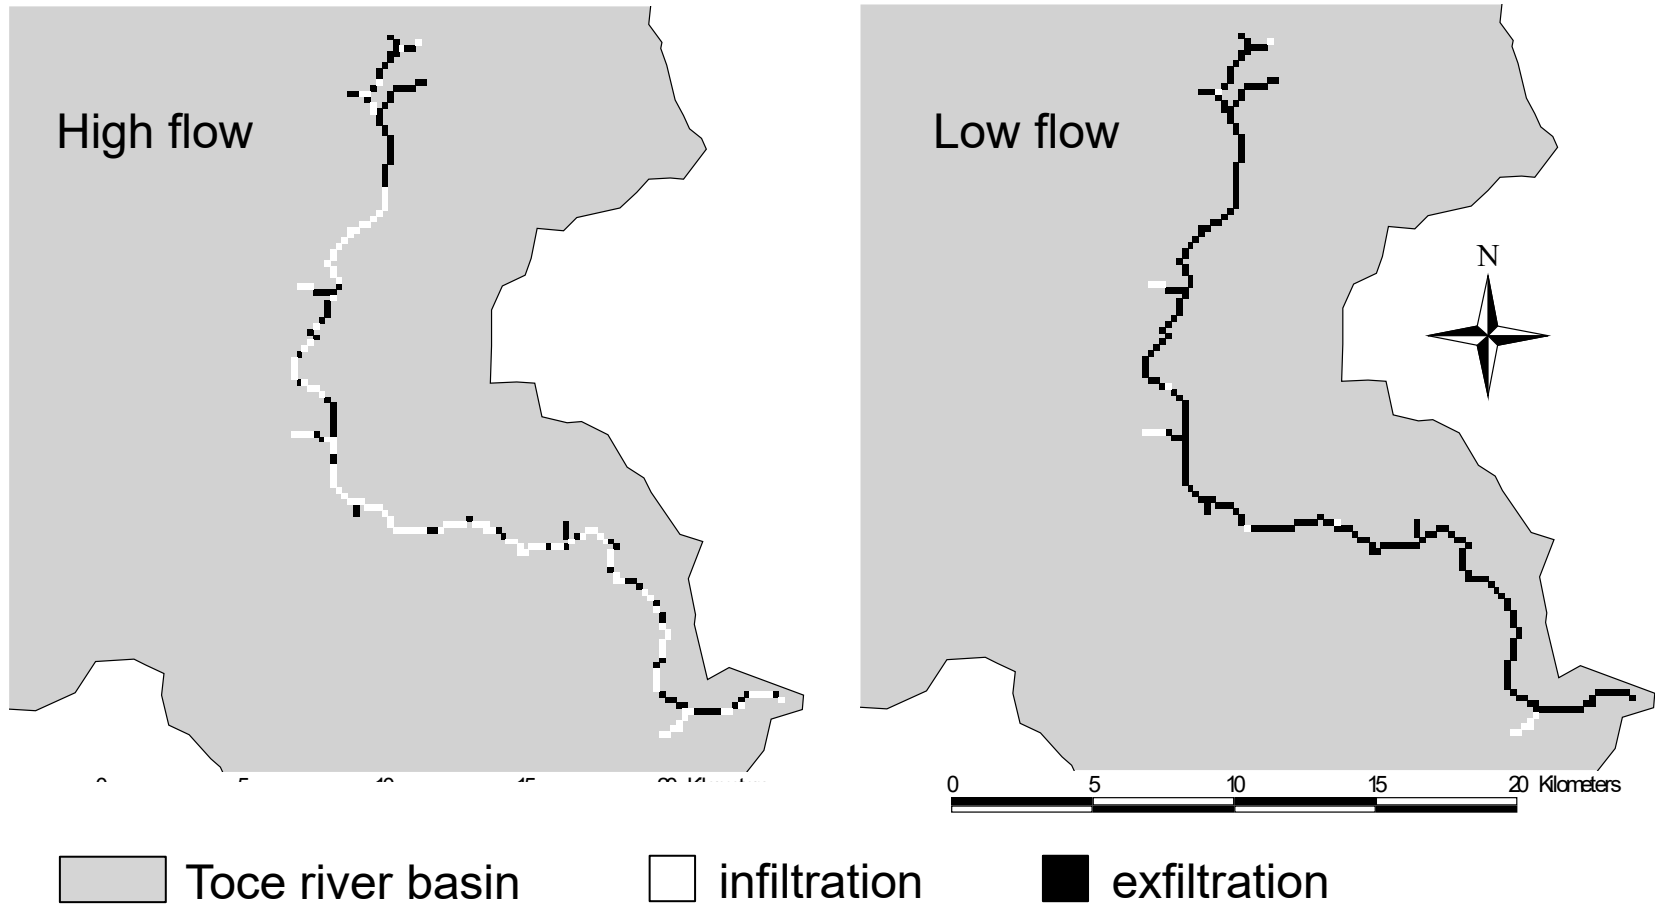 High flow
Low flow
N
0 5 10 15 20 Kilometers
Toce river basin
infiltration
exfiltration